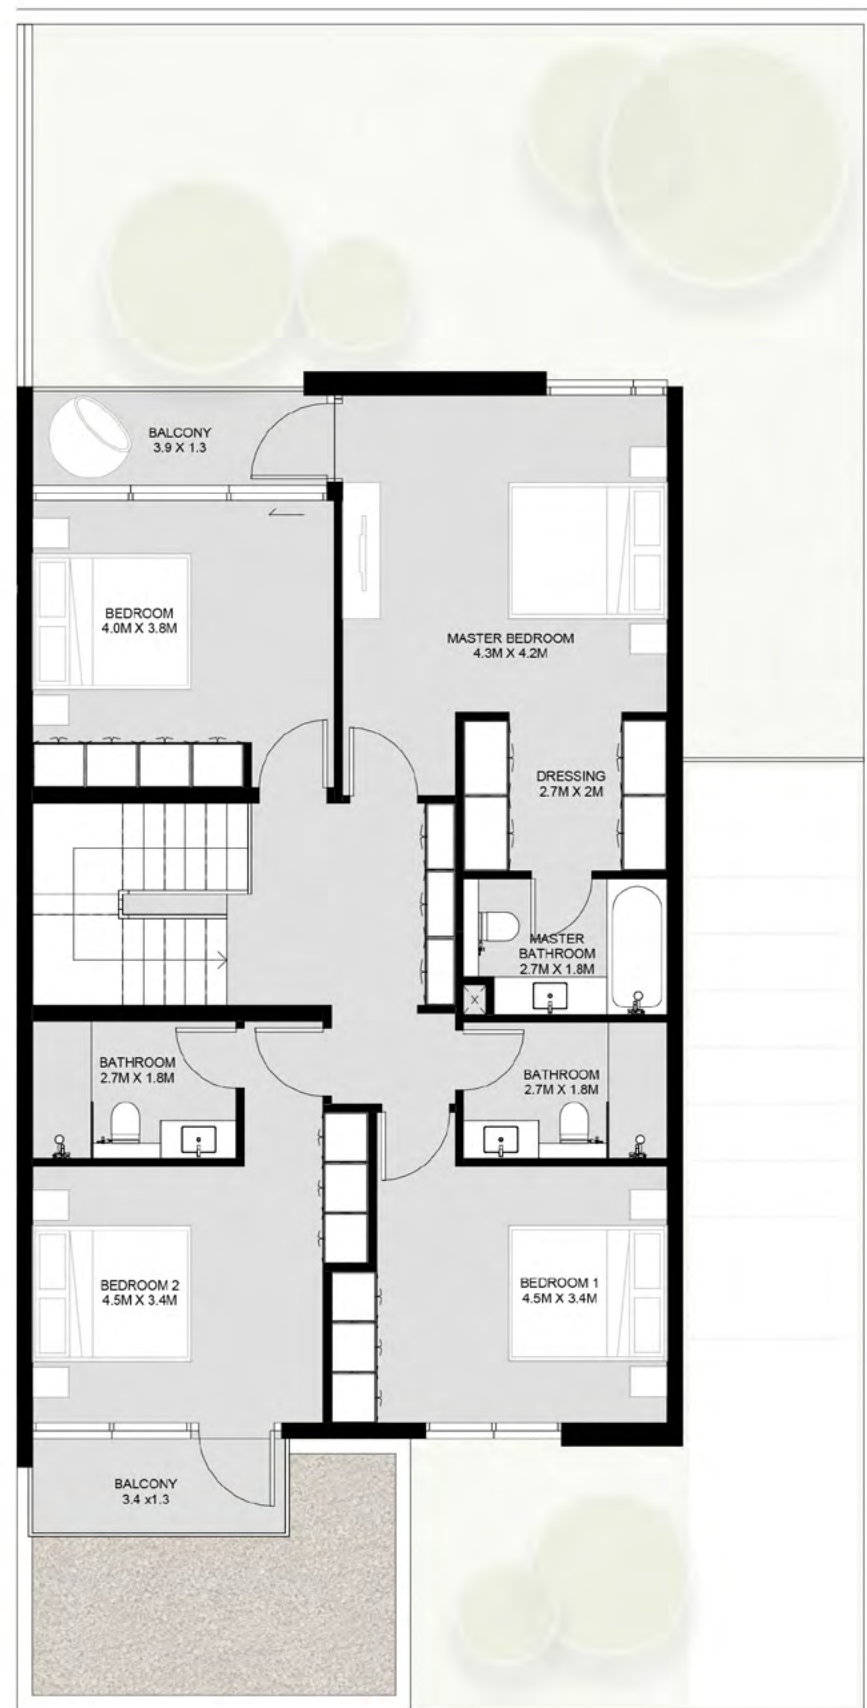 BALCONY
3.9 X 1.3
BEDROOM
4.0M X 3.8M
MASTER BEDROOM
4.3M X 4.2M
DRESSING
2.7M X 2M
MASTER
BATHROOM
2.7M X 1.8M
X
BATHROOM
2.7M X 1.8M
BATHROOM
2.7M X 1.8M
BEDROOM 2
4.5M X 3.4M
BEDROOM 1
4.5M X 3.4M
BALCONY
3.4 x1.3